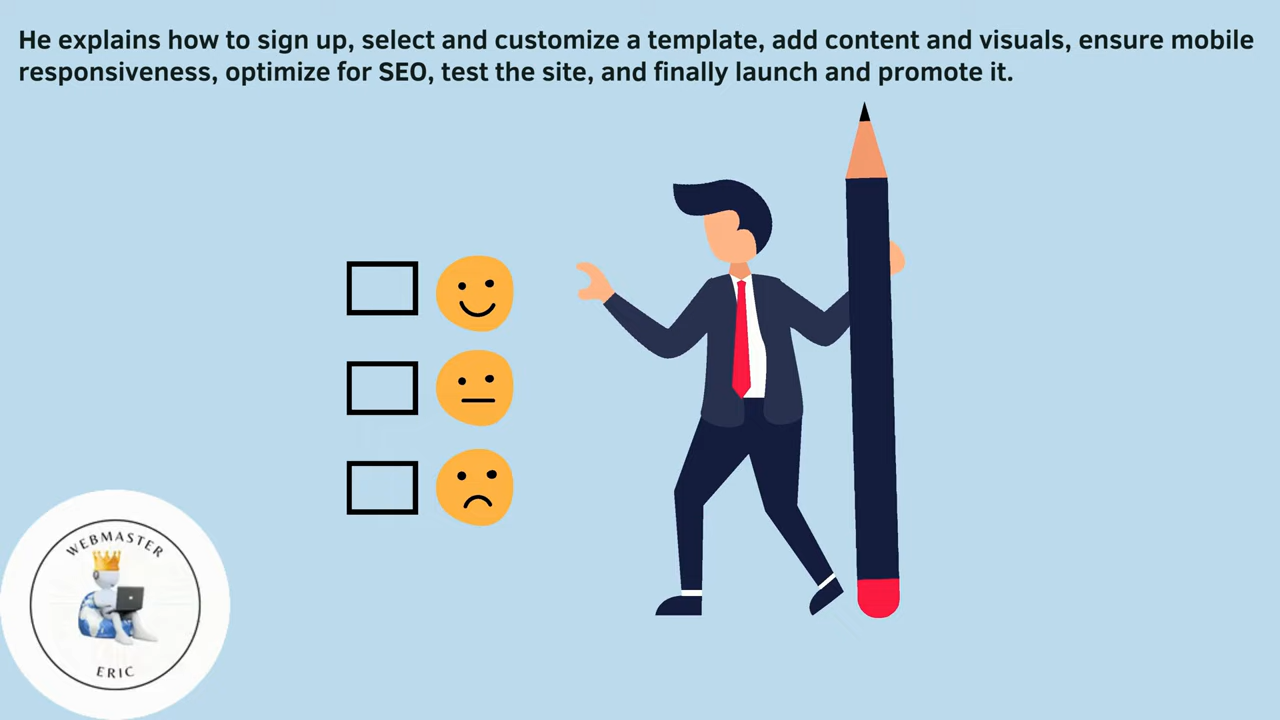 He explains how to sign up, select and customize a template, add content and visuals, ensure mobile
responsiveness, optimize for SEO, test the site, and finally launch and promote it.
WEBMASTER
ERIC